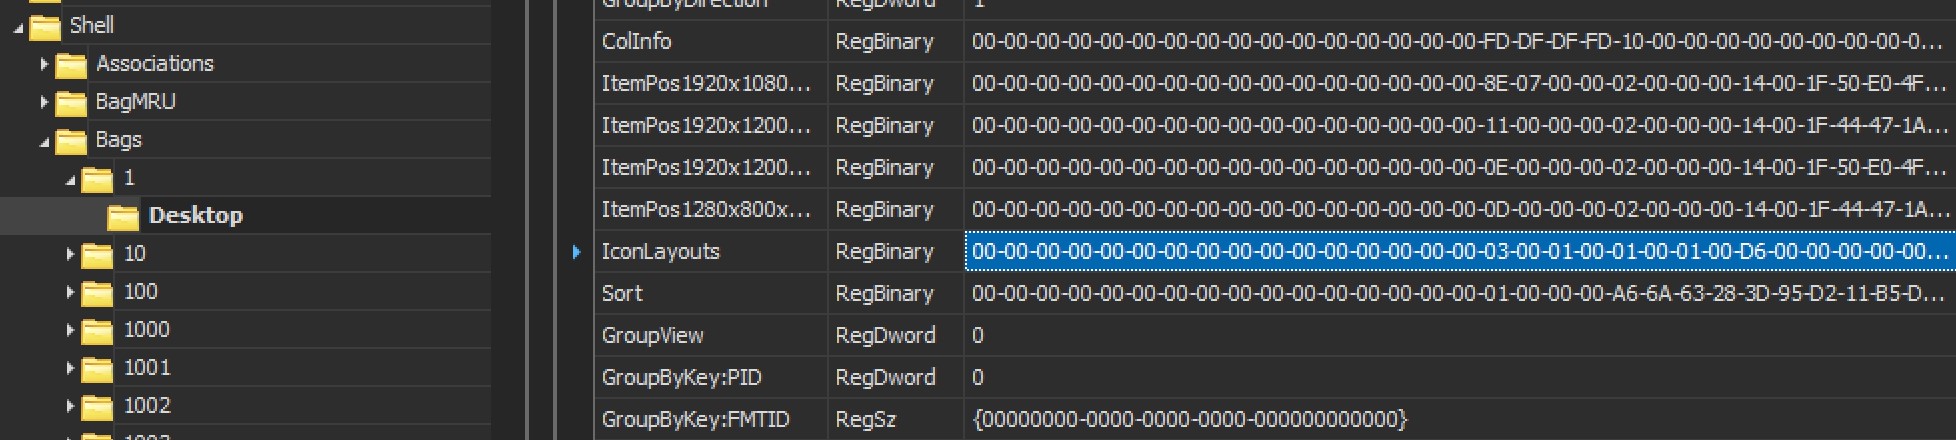 Shell
Associations
BagMRU
Bags
1
Desktop
10
100
1000
1001
1002
GroupByDirection RegDword 1
ColInfo RegBinary 00-00-00-00-00-00-00-00-00-00-00-00-00-00-00-00-FD-DF-DF-FD-10-00-00-00-00-00-00-00-00-0...
ItemPos1920x1080... RegBinary 00-00-00-00-00-00-00-00-00-00-00-00-00-00-00-00-8E-07-00-00-02-00-00-00-14-00-1F-50-E0-4F...
ItemPos1920x1200... RegBinary 00-00-00-00-00-00-00-00-00-00-00-00-00-00-00-00-11-00-00-00-02-00-00-00-14-00-1F-44-47-1A...
ItemPos1920x1200... RegBinary 00-00-00-00-00-00-00-00-00-00-00-00-00-00-00-00-0E-00-00-00-02-00-00-00-14-00-1F-50-E0-4F...
ItemPos1280x800x... RegBinary 00-00-00-00-00-00-00-00-00-00-00-00-00-00-00-00-0D-00-00-00-02-00-00-00-14-00-1F-44-47-1A...
IconLayouts RegBinary 00-00-00-00-00-00-00-00-00-00-00-00-00-00-00-00-03-00-01-00-01-00-01-00-D6-00-00-00-00-00...
Sort RegBinary 00-00-00-00-00-00-00-00-00-00-00-00-00-00-00-00-01-00-00-00-A6-6A-63-28-3D-95-D2-11-B5-D...
GroupView RegDword 0
GroupByKey:PID RegDword 0
GroupByKey:FMTID RegSz {00000000-0000-0000-0000-000000000000}